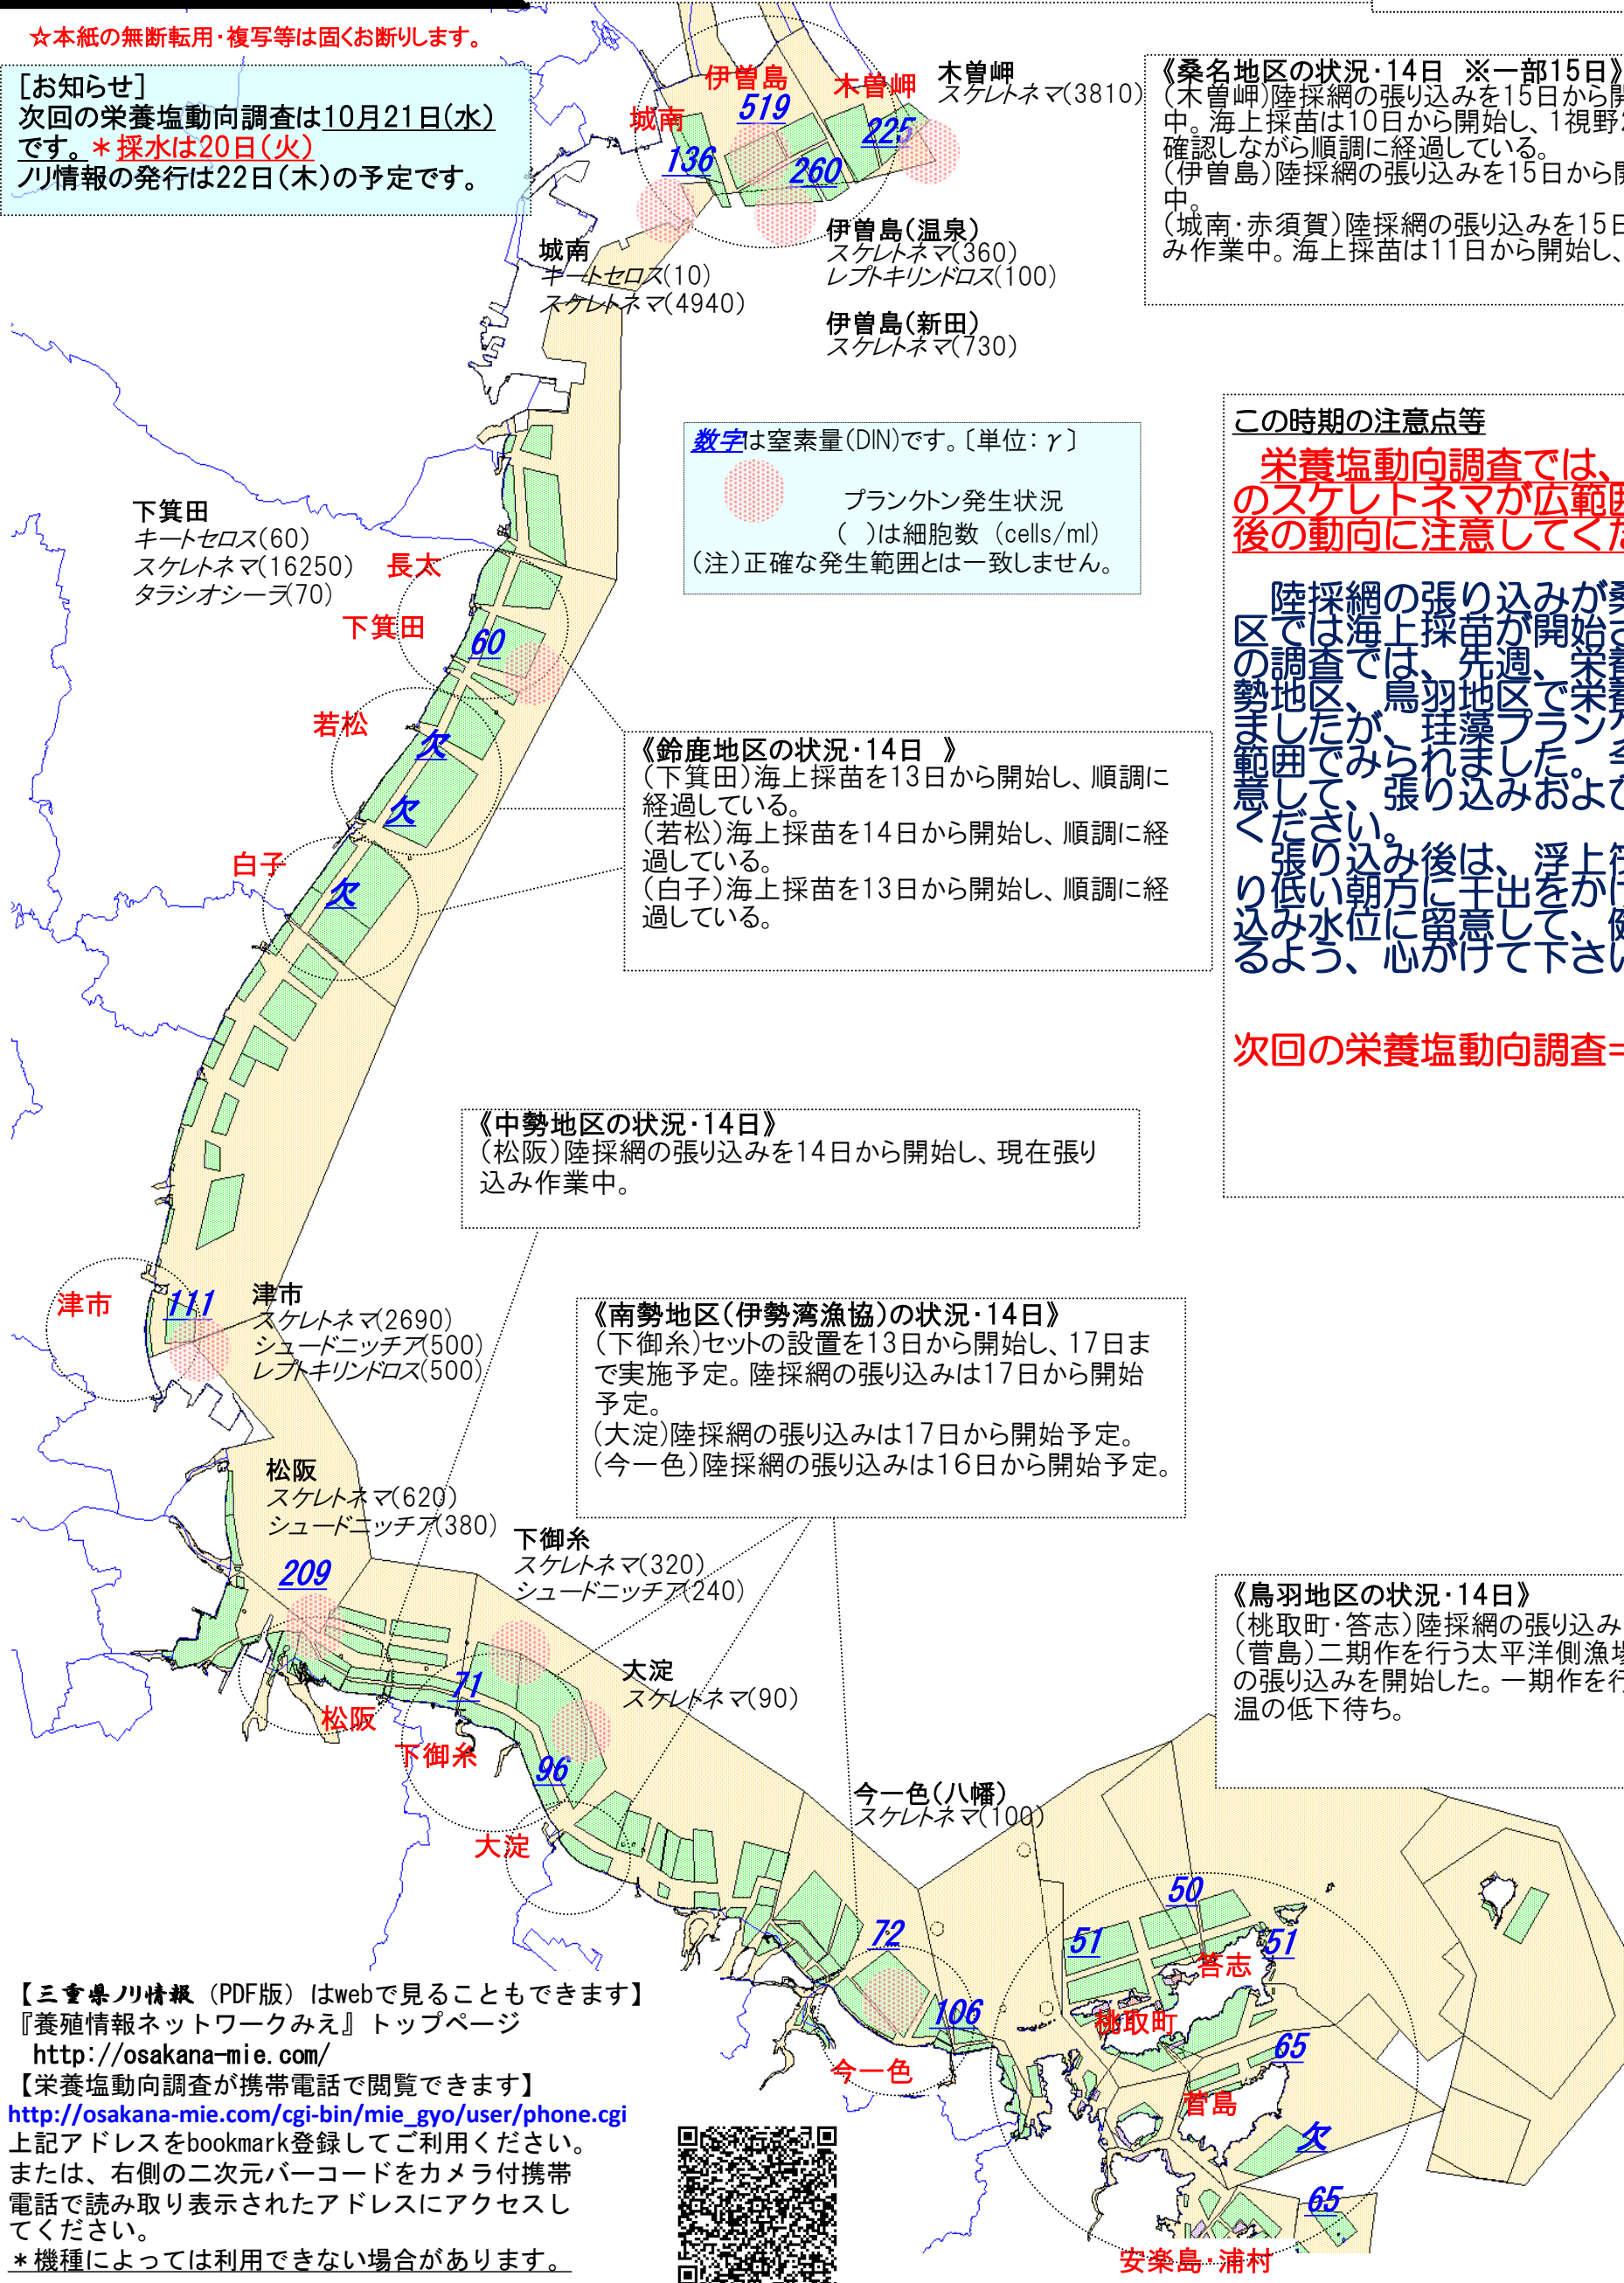 ☆本紙の無断転用･複写等は固くお断りします。
［お知らせ］
次回の栄養塩動向調査は10月21日(水)
です。＊採水は20日(火)
ノリ情報の発行は22日(木)の予定です。
伊曽島
木曽岬
城南
519
225
136
260
木曽岬
スケレトネマ(3810)
《桑名地区の状況･14日　※一部15日》
(木曽岬)陸採網の張り込みを15日から
中。海上採苗は10日から開始し、1視野
確認しながら順調に経過している。
(伊曽島)陸採網の張り込みを15日から
中。
(城南･赤須賀)陸採網の張り込みを15日
み作業中。海上採苗は11日から開始し、
城南
キートセロス(10)
スケレトネマ(4940)
伊曽島(温泉)
スケレトネマ(360)
レプトキリンドロス(100)
伊曽島(新田)
スケレトネマ(730)
数字は窒素量(DIN)です。〔単位：γ〕
プランクトン発生状況
(　)は細胞数 (cells/ml)
(注)正確な発生範囲とは一致しません。
この時期の注意点等
栄養塩動向調査では、
のスケレトネマが広範囲
後の動向に注意してくだ
陸採網の張り込みが桑
区では海上採苗が開始さ
の調査では、先週、栄養
勢地区、鳥羽地区で栄養
ましたが、珪藻プランク
範囲でみられました。今
意して、張り込みおよび
ください。
張り込み後は、浮上筏
り低い朝方に干出をかけ
込み水位に留意して、健
るよう、心がけて下さい
次回の栄養塩動向調査＝
下箕田
キートセロス(60)
スケレトネマ(16250)
タラシオシーラ(70)
長太
下箕田
60
若松
欠
欠
白子
欠
《鈴鹿地区の状況･14日　》
(下箕田)海上採苗を13日から開始し、順調に
経過している。
(若松)海上採苗を14日から開始し、順調に経
過している。
(白子)海上採苗を13日から開始し、順調に経
過している。
《中勢地区の状況･14日》
(松阪)陸採網の張り込みを14日から開始し、現在張り
込み作業中。
津市
111
津市
スケレトネマ(2690)
シュードニッチア(500)
レプトキリンドロス(500)
《南勢地区(伊勢湾漁協)の状況･14日》
(下御糸)セットの設置を13日から開始し、17日ま
で実施予定。陸採網の張り込みは17日から開始
予定。
(大淀)陸採網の張り込みは17日から開始予定。
(今一色)陸採網の張り込みは16日から開始予定。
松阪
スケレトネマ(620)
シュードニッチア(380)
209
下御糸
スケレトネマ(320)
シュードニッチア(240)
《鳥羽地区の状況･14日》
(桃取町･答志)陸採網の張り込み
(菅島)二期作を行う太平洋側漁場
の張り込みを開始した。一期作を行
温の低下待ち。
大淀
スケレトネマ(90)
71
松阪
下御糸
96
大淀
今一色(八幡)
スケレトネマ(100)
72
106
今一色
50
51
51
答志
桃取町
65
菅島
欠
65
安楽島･浦村
【三重県ノリ情報（PDF版）はwebで見ることもできます】
『養殖情報ネットワークみえ』トップページ
http://osakana-mie.com/
【栄養塩動向調査が携帯電話で閲覧できます】
http://osakana-mie.com/cgi-bin/mie_gyo/user/phone.cgi
上記アドレスをbookmark登録してご利用ください。
または、右側の二次元バーコードをカメラ付携帯
電話で読み取り表示されたアドレスにアクセスし
てください。
＊機種によっては利用できない場合があります。